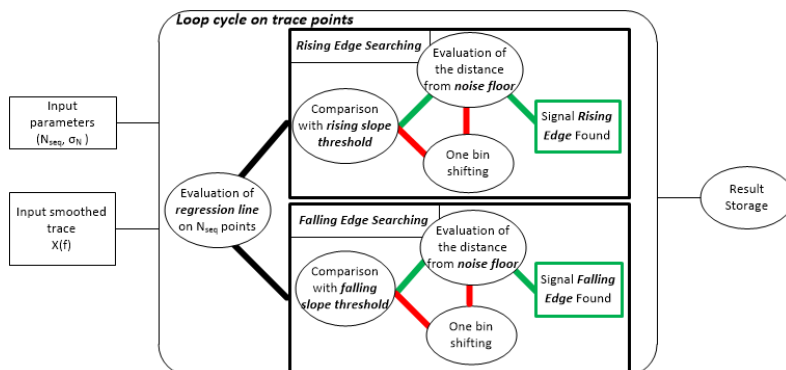 Loop cycle on trace points
Input
parameters
(Nseq, σN )
Input smoothed
trace
X(f)
Evaluation of
regression line
on Nseq points
Rising Edge Searching
Comparison
with rising slope
threshold
Evaluation of
the distance
from noise floor
One bin
shifting
Signal Rising
Edge Found
Falling Edge Searching
Comparison
with falling
slope threshold
Evaluation of
the distance
from noise floor
One bin
shifting
Signal Falling
Edge Found
Result
Storage